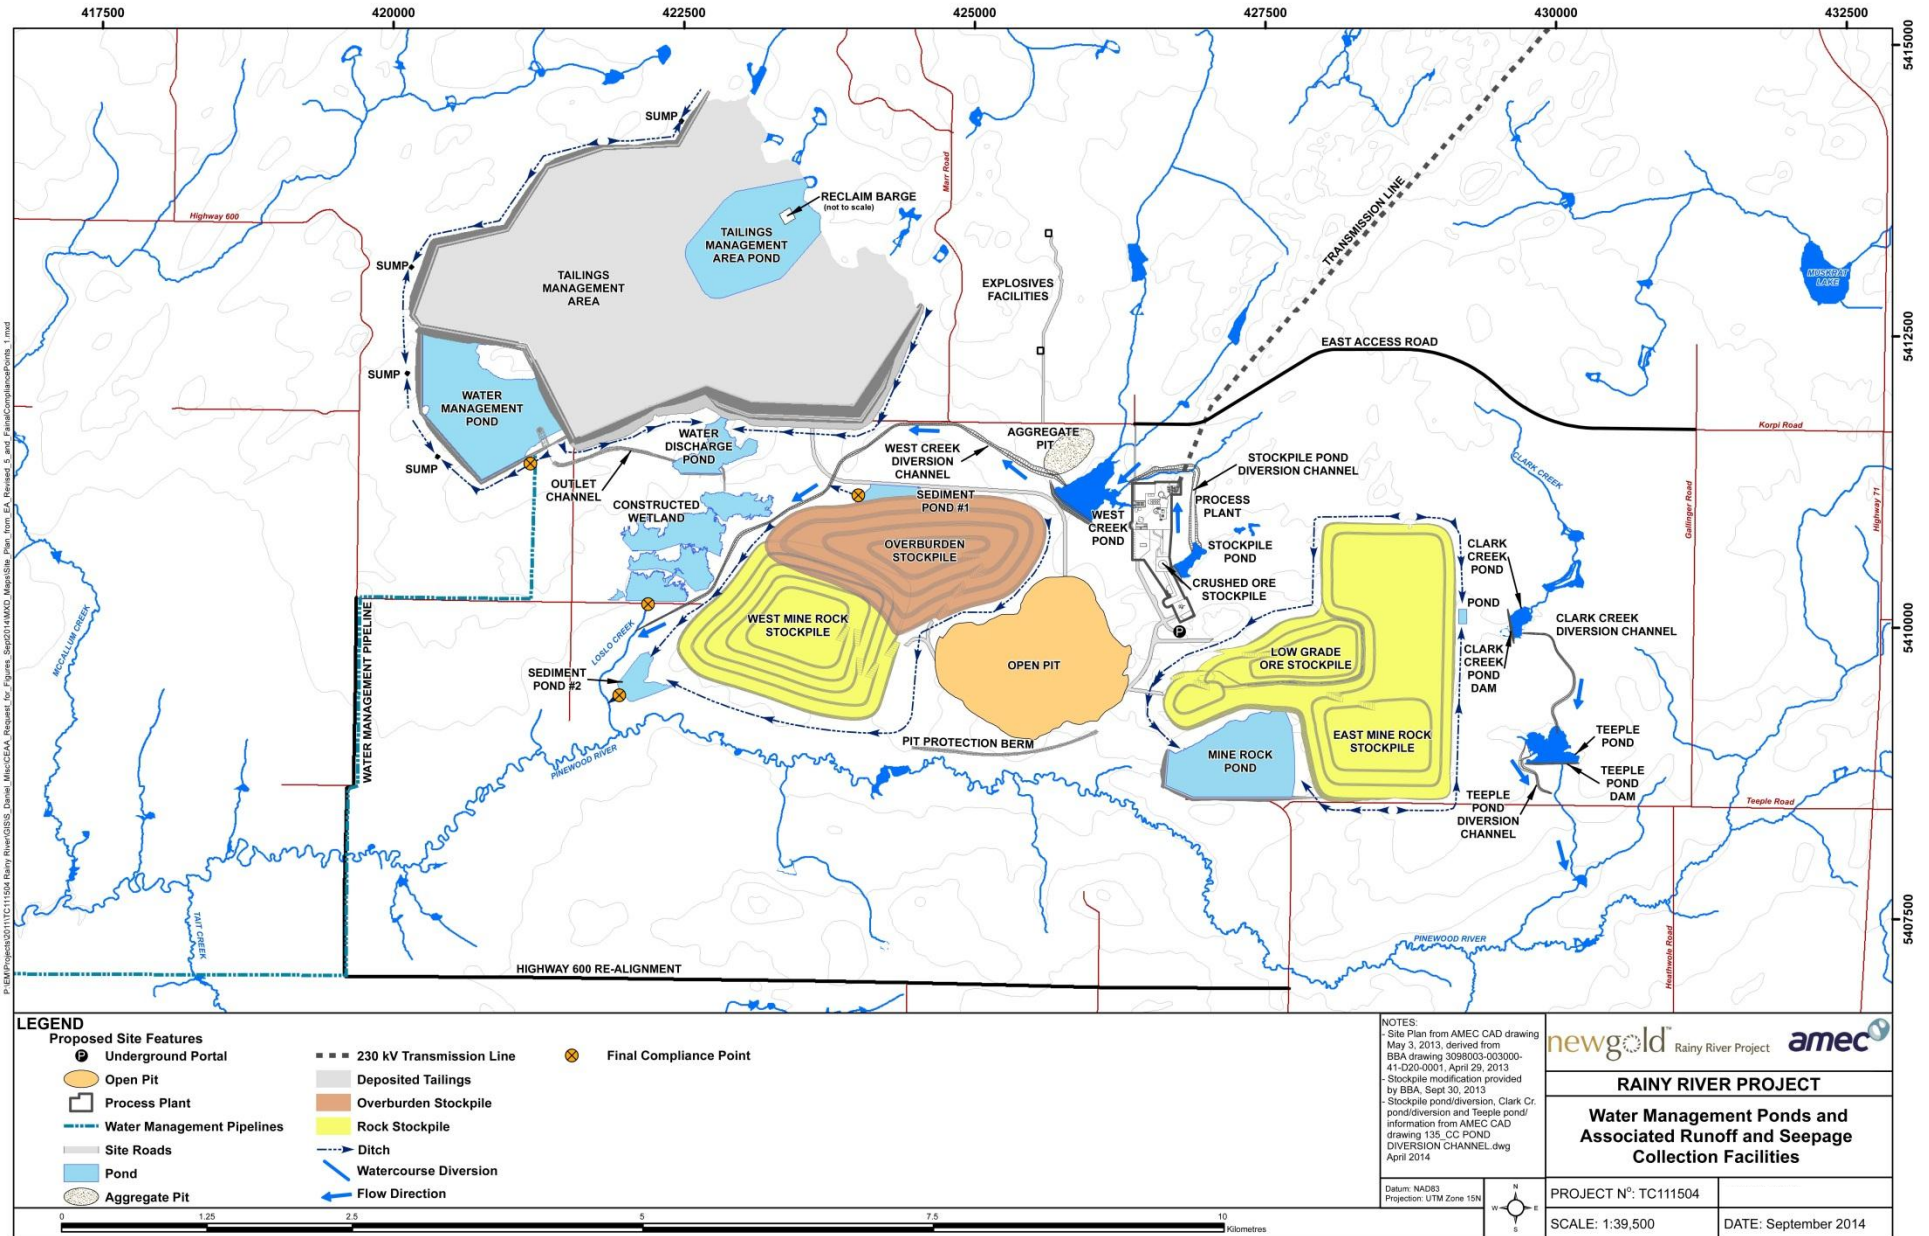 417500
420000
422500
425000
427500
430000
432500
5415000
5412500
5410000
5407500
SUMP
Highway 600
Marr Road
RECLAIM BARGE
(not to scale)
TAILINGS
MANAGEMENT
AREA POND
TRANSMISSION LINE
SUMP
TAILINGS
MANAGEMENT
AREA
EXPLOSIVES
FACILITIES
MUSKRAT
LAKE
EAST ACCESS ROAD
SUMP
WATER
MANAGEMENT
POND
WATER
DISCHARGE
POND
WEST CREEK
DIVERSION
CHANNEL
AGGREGATE
PIT
Korpi Road
SUMP
OUTLET
CHANNEL
STOCKPILE POND
DIVERSION CHANNEL
CLARK CREEK
Gallinger Road
Highway 71
CONSTRUCTED
WETLAND
SEDIMENT
POND #1
WEST
CREEK
POND
PROCESS
PLANT
OVERBURDEN
STOCKPILE
STOCKPILE
POND
CLARK
CREEK
POND
CRUSHED ORE
STOCKPILE
POND
MCCALLUM CREEK
WATER MANAGEMENT PIPELINE
LOSLO CREEK
WEST MINE ROCK
STOCKPILE
P
CLARK CREEK
DIVERSION CHANNEL
OPEN PIT
LOW GRADE
ORE STOCKPILE
CLARK
CREEK
POND
DAM
SEDIMENT
POND #2
PINEWOOD RIVER
PIT PROTECTION BERM
MINE ROCK
POND
EAST MINE ROCK
STOCKPILE
TEEPLE
POND
TEEPLE
POND
DAM
TEEPLE
POND
DIVERSION
CHANNEL
Teeple Road
TAIT CREEK
PINEWOOD RIVER
Heathwole Road
HIGHWAY 600 RE-ALIGNMENT
P:\EM\Projects\2011\TC111504 Rainy River\GIS\S_Daniel_Misc\CEAA_Request_for_Figures_Sept2014\MXD_Maps\Site_Plan_from_EA_Revised_5_and_FainalCompliancePoints_1.mxd
LEGEND
Proposed Site Features
P Underground Portal
Open Pit
Process Plant
Water Management Pipelines
Site Roads
Pond
Aggregate Pit
230 kV Transmission Line
Deposited Tailings
Overburden Stockpile
Rock Stockpile
Ditch
Watercourse Diversion
Flow Direction
Final Compliance Point
0 1.25 2.5 5 7.5 10
Kilometres
NOTES:
- Site Plan from AMEC CAD drawing
May 3, 2013, derived from
BBA drawing 3098003-003000-
41-D20-0001, April 29, 2013
- Stockpile modification provided
by BBA, Sept 30, 2013
- Stockpile pond/diversion, Clark Cr.
pond/diversion and Teeple pond/
information from AMEC CAD
drawing 135_CC POND
DIVERSION CHANNEL.dwg
April 2014
Datum: NAD83
Projection: UTM Zone 15N
N
W E
S
newgold™ Rainy River Project
amec
RAINY RIVER PROJECT
Water Management Ponds and
Associated Runoff and Seepage
Collection Facilities
PROJECT Nº: TC111504
SCALE: 1:39,500
DATE: September 2014